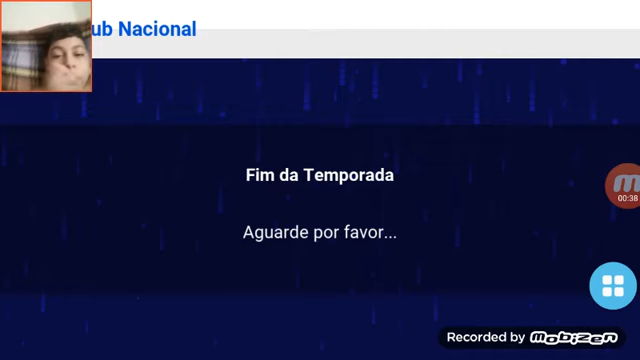 ub Nacional
Fim da Temporada
Aguarde por favor...
00:38
Recorded by mobizen